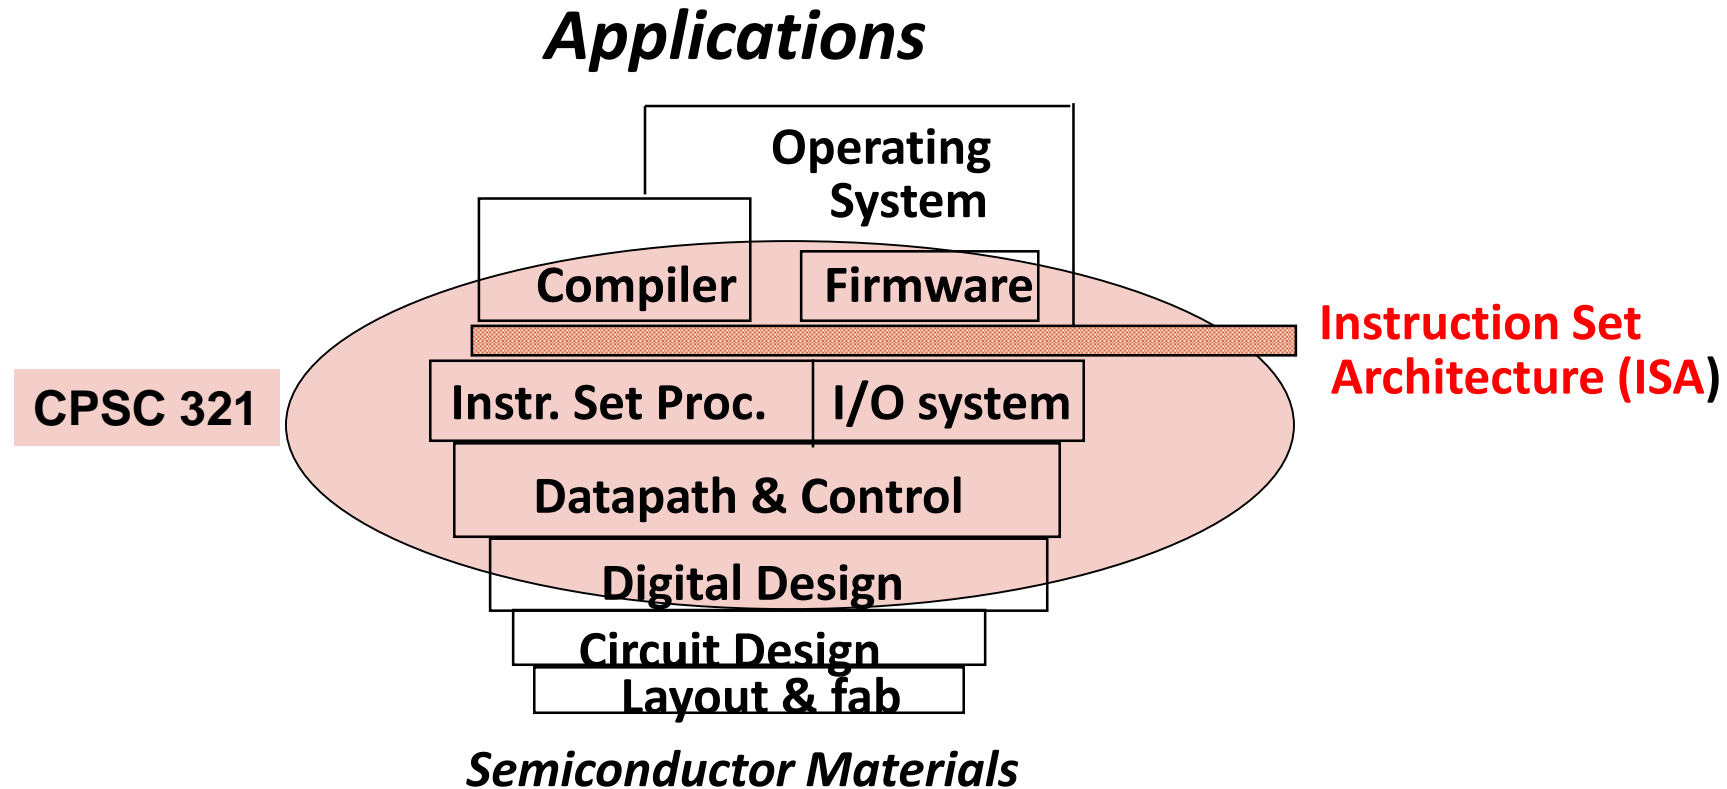 Applications
Operating
System
Compiler
Firmware
Instruction Set
Architecture (ISA)
CPSC 321
Instr. Set Proc.
I/O system
Datapath & Control
Digital Design
Circuit Design
Layout & fab
Semiconductor Materials